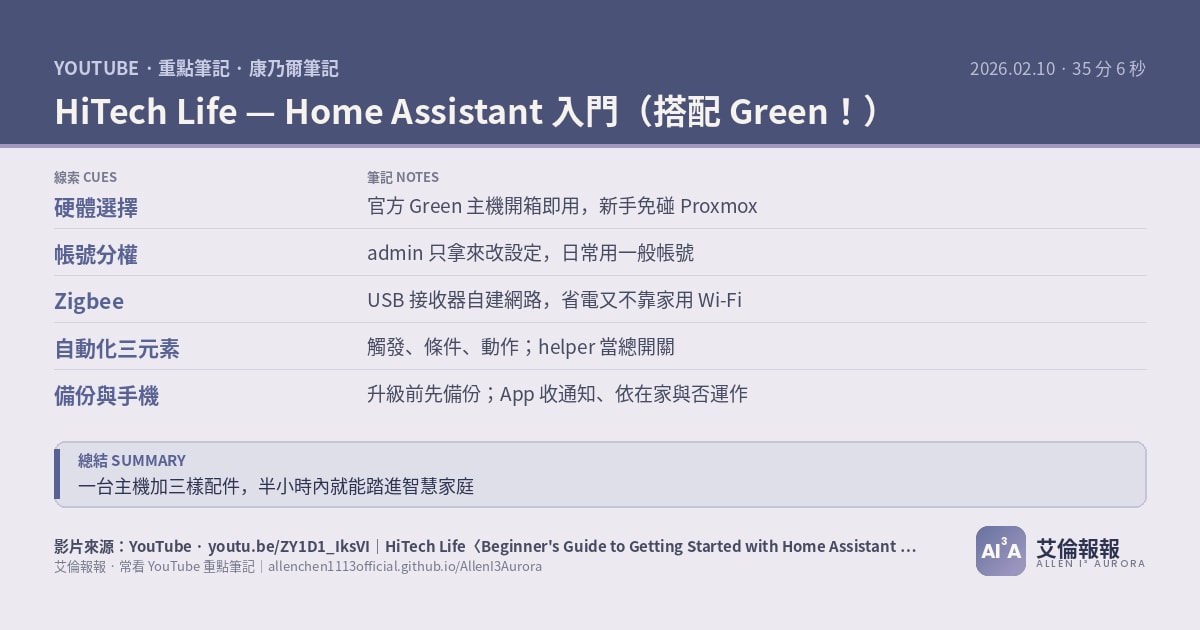 YOUTUBE · 重點筆記 · 康乃爾筆記
2026.02.10 · 35 分 6 秒
HiTech Life — Home Assistant 入門（搭配 Green！）
線索 CUES
筆記 NOTES
硬體選擇
官方 Green 主機開箱即用，新手免碰 Proxmox
帳號分權
admin 只拿來改設定，日常用一般帳號
Zigbee
USB 接收器自建網路，省電又不靠家用 Wi-Fi
自動化三元素
觸發、條件、動作；helper 當總開關
備份與手機
升級前先備份；App 收通知、依在家與否運作
總結 SUMMARY
一台主機加三樣配件，半小時內就能踏進智慧家庭
影片來源：YouTube · youtu.be/ZY1D1_IksVI｜HiTech Life〈Beginner's Guide to Getting Started with Home Assistant …
艾倫報報 · 常看 YouTube 重點筆記｜allenchen1113official.github.io/AllenI3Aurora
AI³A
艾倫報報
ALLEN I³ AURORA